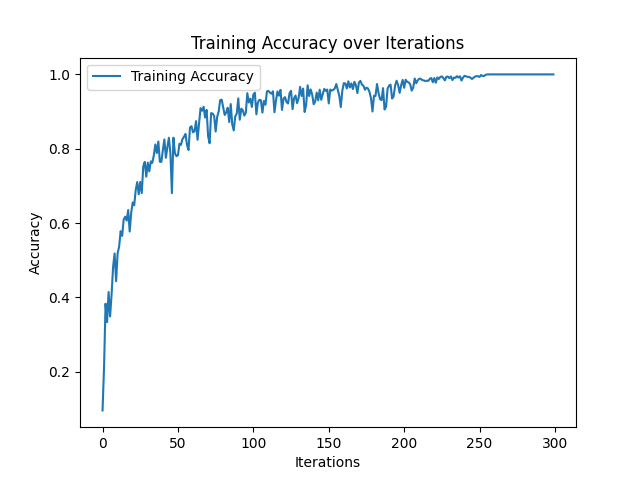 Training Accuracy over Iterations
Training Accuracy
1.0
0.8
0.6
0.4
0.2
Accuracy
0 50 100 150 200 250 300
Iterations